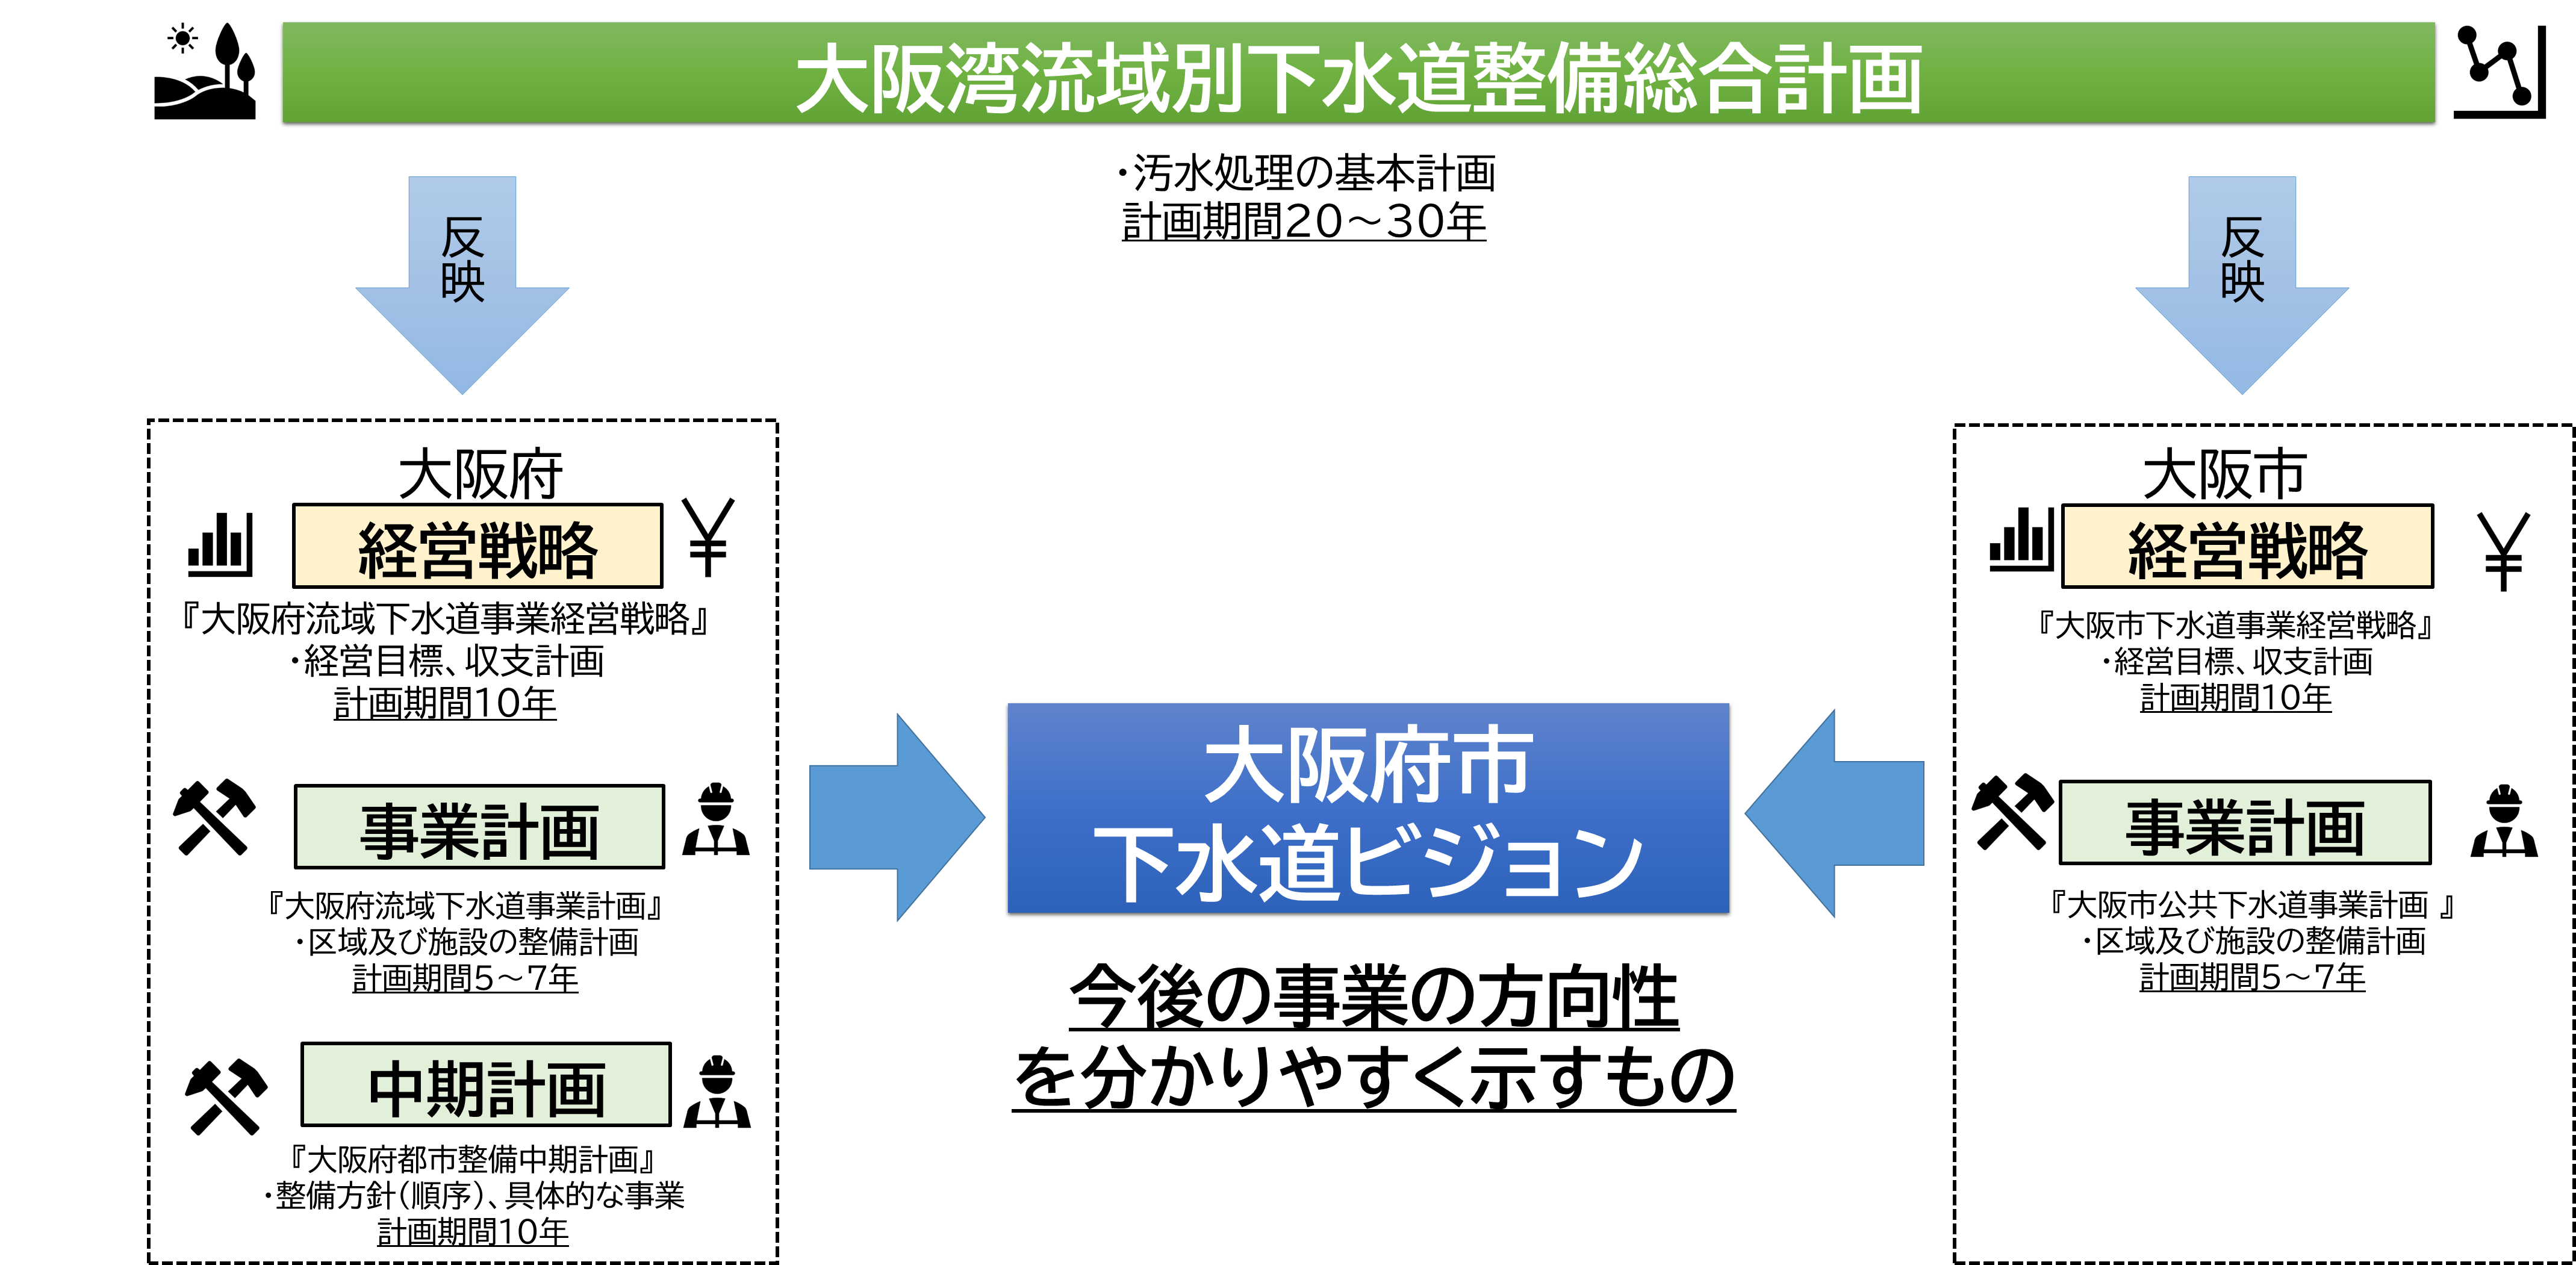 大阪湾流域別下水道整備総合計画
・汚水処理の基本計画
計画期間20～30年
反映
反映
大阪府
経営戦略
『大阪府流域下水道事業経営戦略』
・経営目標、収支計画
計画期間10年
事業計画
『大阪府流域下水道事業計画』
・区域及び施設の整備計画
計画期間5～7年
中期計画
『大阪府都市整備中期計画』
・整備方針(順序)、具体的な事業
計画期間10年
大阪府市
下水道ビジョン
今後の事業の方向性
を分かりやすく示すもの
大阪市
経営戦略
『大阪市下水道事業経営戦略』
・経営目標、収支計画
計画期間10年
事業計画
『大阪市公共下水道事業計画 』
・区域及び施設の整備計画
計画期間5～7年